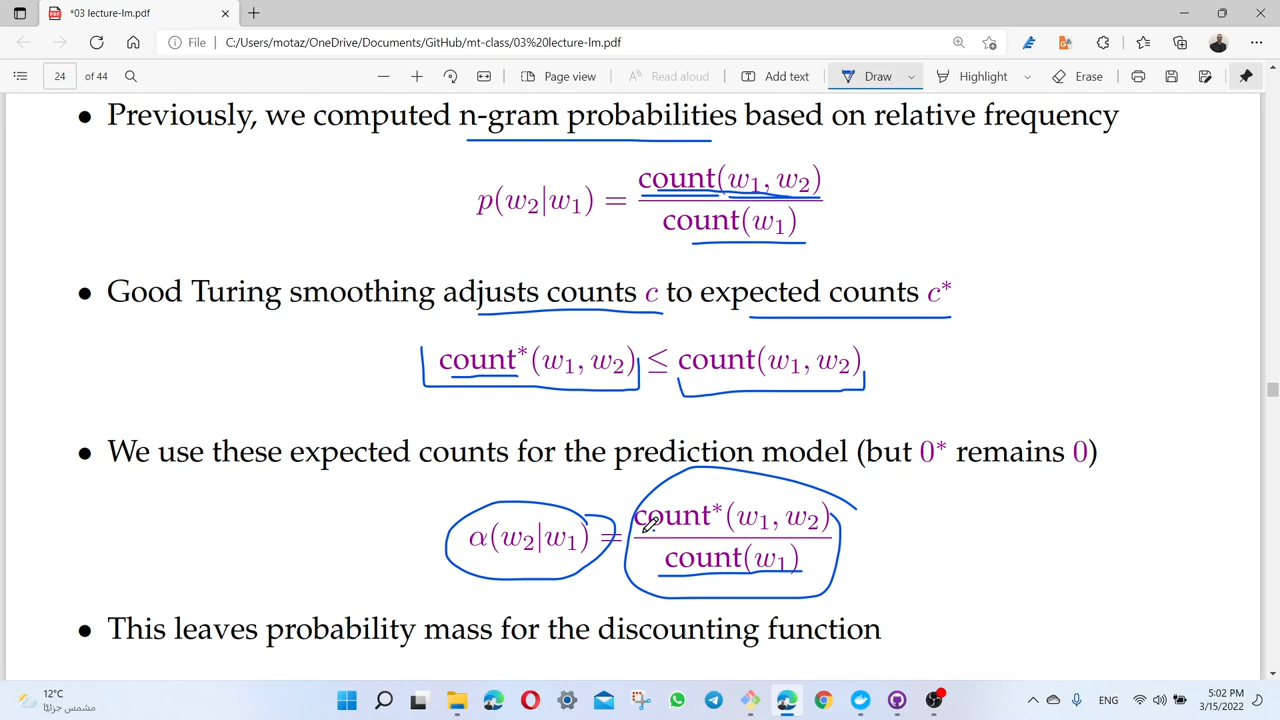 *03 lecture-lm.pdf
File C:/Users/motaz/OneDrive/Documents/GitHub/mt-class/03%20lecture-lm.pdf
24 of 44 Page view Read aloud Add text Draw Highlight Erase
• Previously, we computed n-gram probabilities based on relative frequency
p(w₂|w₁) = count(w₁, w₂) / count(w₁)
• Good Turing smoothing adjusts counts c to expected counts c*
count*(w₁, w₂) ≤ count(w₁, w₂)
• We use these expected counts for the prediction model (but 0* remains 0)
α(w₂|w₁) = count*(w₁, w₂) / count(w₁)
• This leaves probability mass for the discounting function
12°C
مشمس جزئيًا
ENG
5:02 PM
3/15/2022